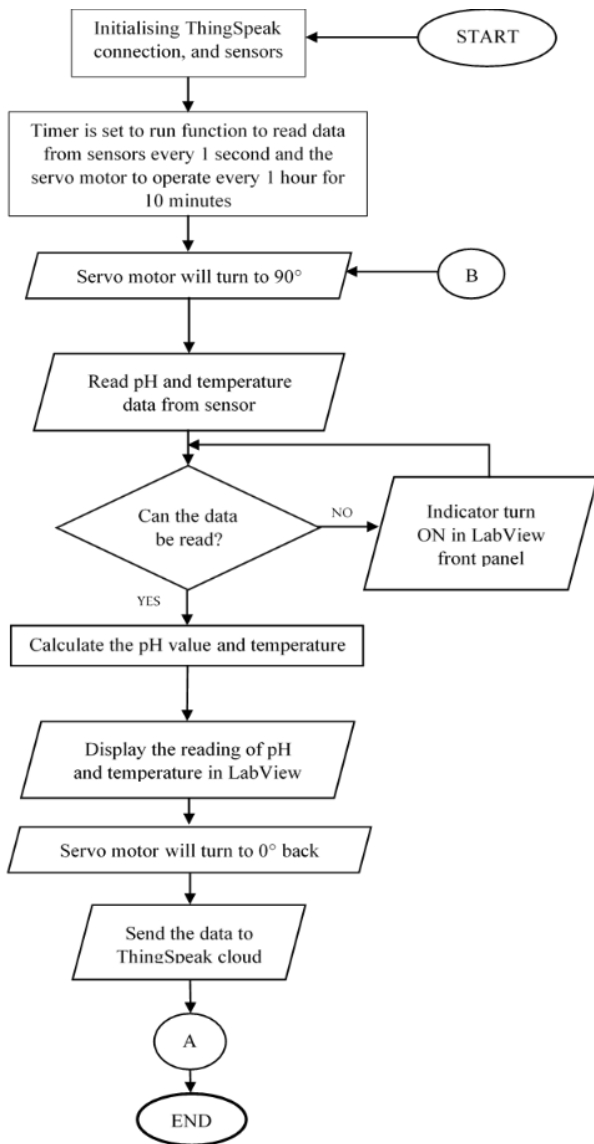 START
Initialising ThingSpeak
connection, and sensors
Timer is set to run function to read data
from sensors every 1 second and the
servo motor to operate every 1 hour for
10 minutes
Servo motor will turn to 90°
B
Read pH and temperature
data from sensor
Can the data
be read?
NO
Indicator turn
ON in LabView
front panel
YES
Calculate the pH value and temperature
Display the reading of pH
and temperature in LabView
Servo motor will turn to 0° back
Send the data to
ThingSpeak cloud
A
END